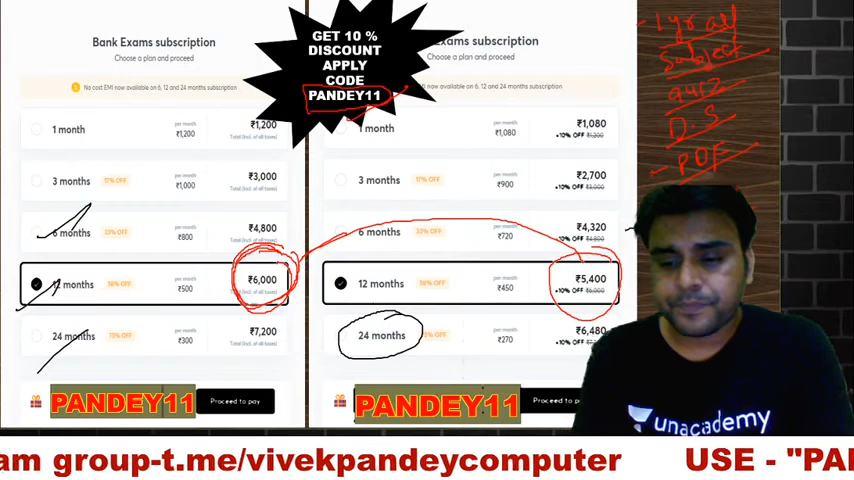 Bank Exams subscription
Choose a plan and proceed
No cost EMI now available on 6, 12 and 24 months subscription
1 month
per month
₹1,200
₹1,200
Total (Incl. of all taxes)
3 months
17% OFF
per month
₹1,000
₹3,000
Total (Incl. of all taxes)
6 months
33% OFF
per month
₹800
₹4,800
Total (Incl. of all taxes)
12 months
58% OFF
per month
₹500
₹6,000
Total (Incl. of all taxes)
24 months
75% OFF
per month
₹300
₹7,200
Total (Incl. of all taxes)
PANDEY11
Proceed to pay
GET 10 %
DISCOUNT
APPLY
CODE
PANDEY11
Exams subscription
Choose a plan and proceed
now available on 6, 12 and 24 months subscription
1 month
per month
₹1,080
₹1,080
10% OFF ₹1,200
3 months
17% OFF
per month
₹900
₹2,700
10% OFF ₹3,000
6 months
33% OFF
per month
₹720
₹4,320
10% OFF ₹4,800
12 months
58% OFF
per month
₹450
₹5,400
10% OFF ₹6,000
24 months
per month
₹270
₹6,480
10% OFF
PANDEY11
Proceed to pay
- 1 yr all
Subject
quiz
D S
- PDF
unacademy
am group-t.me/vivekpandeycomputer USE - "PA